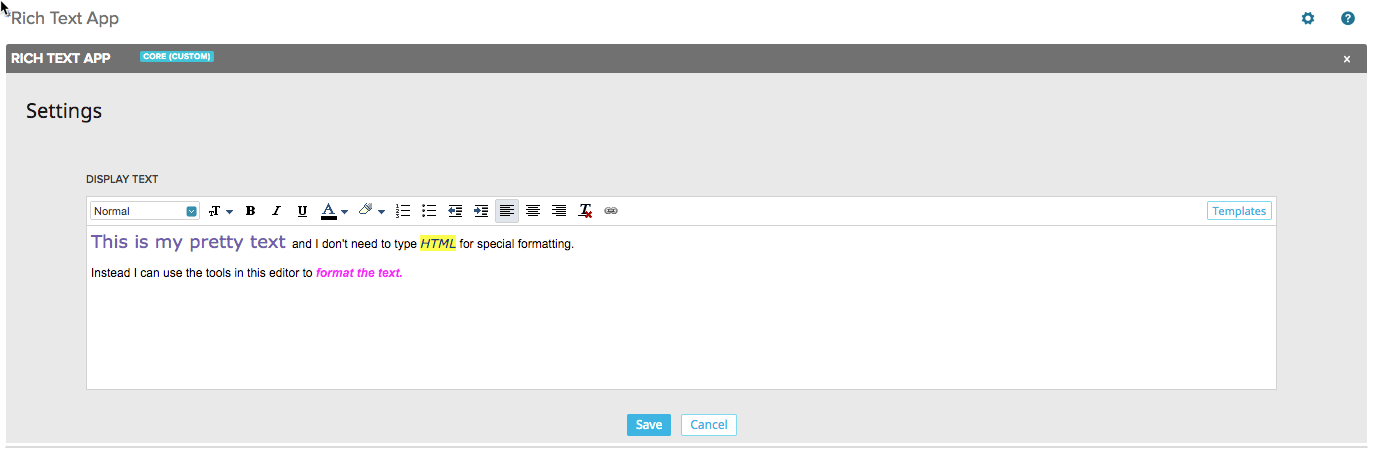 *Rich Text App
RICH TEXT APP CORE (CUSTOM) x
Settings
DISPLAY TEXT
Normal T B I U A T Templates
This is my pretty text and I don't need to type HTML for special formatting.
Instead I can use the tools in this editor to format the text.
Save Cancel